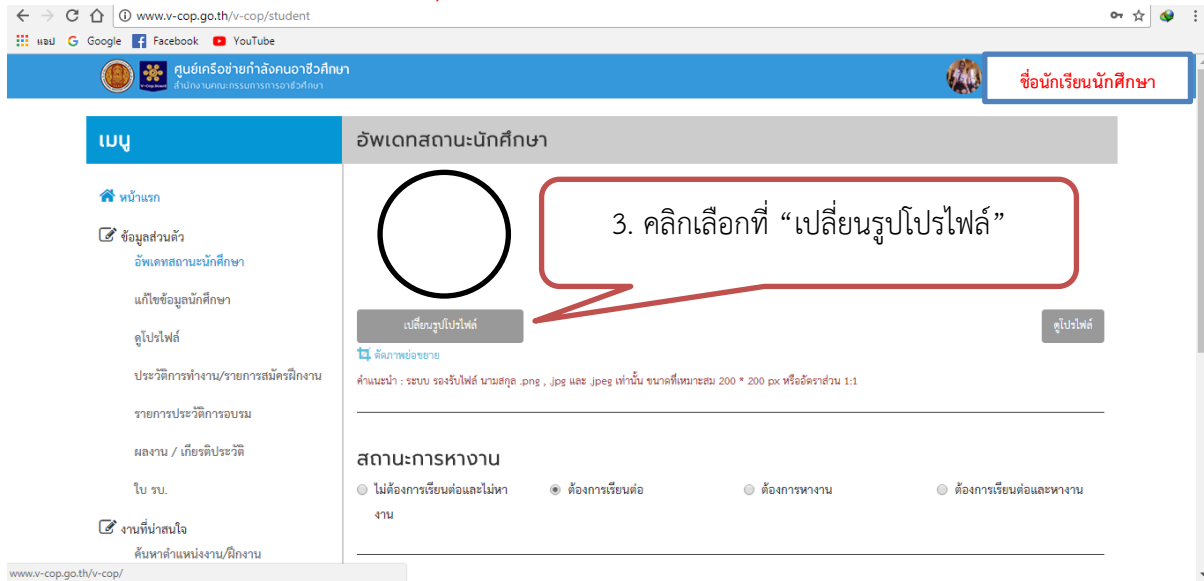 www.v-cop.go.th/v-cop/student
แอป Google Facebook YouTube
ศูนย์เครือข่ายกำลังคนอาชีวศึกษา
สำนักงานคณะกรรมการการอาชีวศึกษา
ชื่อนักเรียนนักศึกษา
เมนู
อัพเดทสถานะนักศึกษา
หน้าแรก
ข้อมูลส่วนตัว
อัพเดทสถานะนักศึกษา
แก้ไขข้อมูลนักศึกษา
ดูโปรไฟล์
ประวัติการทำงาน/รายการสมัครฝึกงาน
รายการประวัติการอบรม
ผลงาน / เกียรติประวัติ
ใบ รบ.
งานที่น่าสนใจ
ค้นหาตำแหน่งงาน/ฝึกงาน
3. คลิกเลือกที่ “เปลี่ยนรูปโปรไฟล์”
เปลี่ยนรูปโปรไฟล์
ดูโปรไฟล์
ตัดภาพย่อขยาย
คำแนะนำ : ระบบ รองรับไฟล์ นามสกุล .png , .jpg และ .jpeg เท่านั้น ขนาดที่เหมาะสม 200 * 200 px หรืออัตราส่วน 1:1
สถานะการหางาน
ไม่ต้องการเรียนต่อและไม่หา
งาน
ต้องการเรียนต่อ
ต้องการหางาน
ต้องการเรียนต่อและหางาน
www.v-cop.go.th/v-cop/